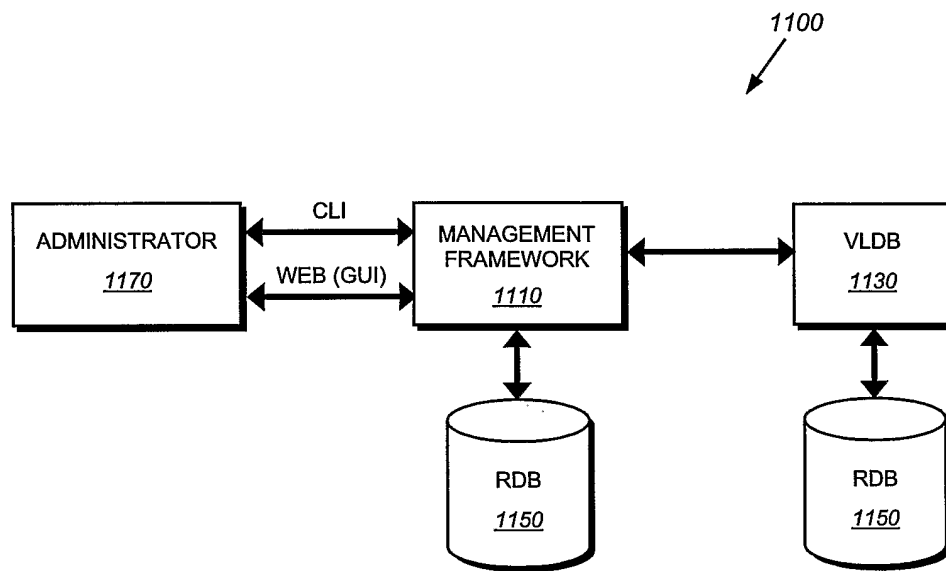 1100
CLI
ADMINISTRATOR
1170
WEB (GUI)
MANAGEMENT
FRAMEWORK
1110
VLDB
1130
RDB
1150
RDB
1150